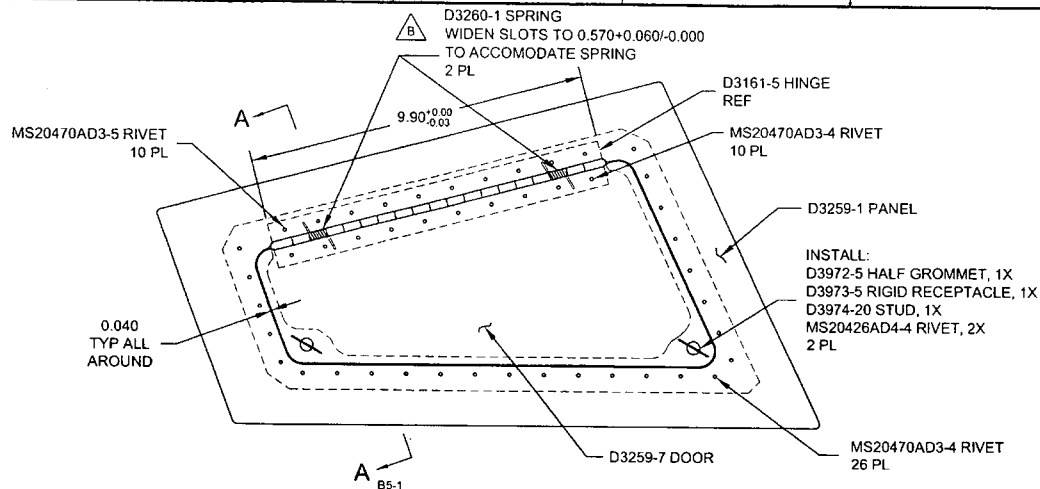 B
D3260-1 SPRING
WIDEN SLOTS TO 0.570+0.060/-0.000
TO ACCOMODATE SPRING
2 PL
D3161-5 HINGE
REF
A
9.90+0.00
-0.03
MS20470AD3-5 RIVET
10 PL
MS20470AD3-4 RIVET
10 PL
D3259-1 PANEL
INSTALL:
D3972-5 HALF GROMMET, 1X
D3973-5 RIGID RECEPTACLE, 1X
D3974-20 STUD, 1X
MS20426AD4-4 RIVET, 2X
2 PL
0.040
TYP ALL
AROUND
D3259-7 DOOR
MS20470AD3-4 RIVET
26 PL
A
B5-1